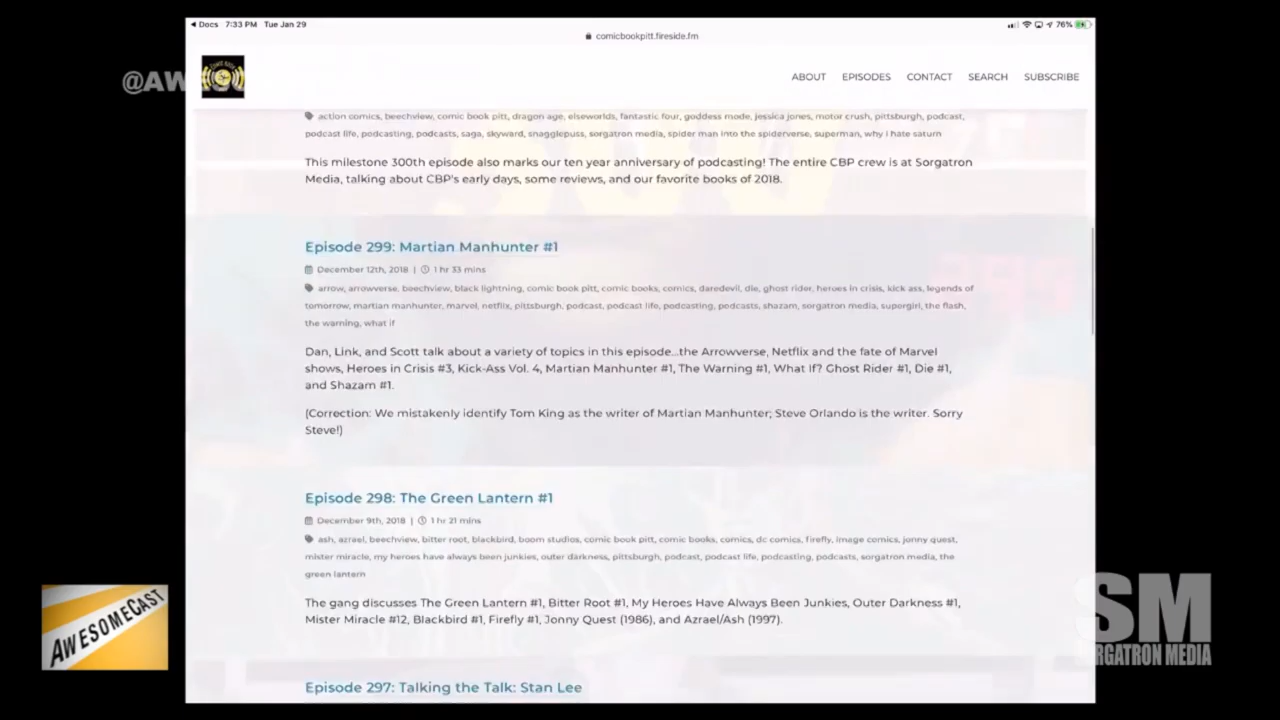 Docs 7:33 PM Tue Jan 29
76%
comicbookpitt.fireside.fm
@AW
ABOUT EPISODES CONTACT SEARCH SUBSCRIBE
action comics, beechview, comic book pitt, dragon age, elseworlds, fantastic four, goddess mode, jessica jones, motor crush, pittsburgh, podcast,
podcast life, podcasting, podcasts, saga, skyward, snagglepuss, sorgatron media, spider man into the spiderverse, superman, why i hate saturn
This milestone 300th episode also marks our ten year anniversary of podcasting! The entire CBP crew is at Sorgatron
Media, talking about CBP's early days, some reviews, and our favorite books of 2018.
Episode 299: Martian Manhunter #1
December 12th, 2018 | 1 hr 33 mins
arrow, arrowverse, beechview, black lightning, comic book pitt, comic books, comics, daredevil, die, ghost rider, heroes in crisis, kick ass, legends of
tomorrow, martian manhunter, marvel, netflix, pittsburgh, podcast, podcast life, podcasting, podcasts, shazam, sorgatron media, supergirl, the flash,
the warning, what if
Dan, Link, and Scott talk about a variety of topics in this episode...the Arrowverse, Netflix and the fate of Marvel
shows, Heroes in Crisis #3, Kick-Ass Vol. 4, Martian Manhunter #1, The Warning #1, What If? Ghost Rider #1, Die #1,
and Shazam #1.
(Correction: We mistakenly identify Tom King as the writer of Martian Manhunter; Steve Orlando is the writer. Sorry
Steve!)
Episode 298: The Green Lantern #1
December 9th, 2018 | 1 hr 21 mins
ash, azrael, beechview, bitter root, blackbird, boom studios, comic book pitt, comic books, comics, dc comics, firefly, image comics, jonny quest,
mister miracle, my heroes have always been junkies, outer darkness, pittsburgh, podcast, podcast life, podcasting, podcasts, sorgatron media, the
green lantern
The gang discusses The Green Lantern #1, Bitter Root #1, My Heroes Have Always Been Junkies, Outer Darkness #1,
Mister Miracle #12, Blackbird #1, Firefly #1, Jonny Quest (1986), and Azrael/Ash (1997).
Episode 297: Talking the Talk: Stan Lee
AWESOMECAST
SM
RGATRON MEDIA